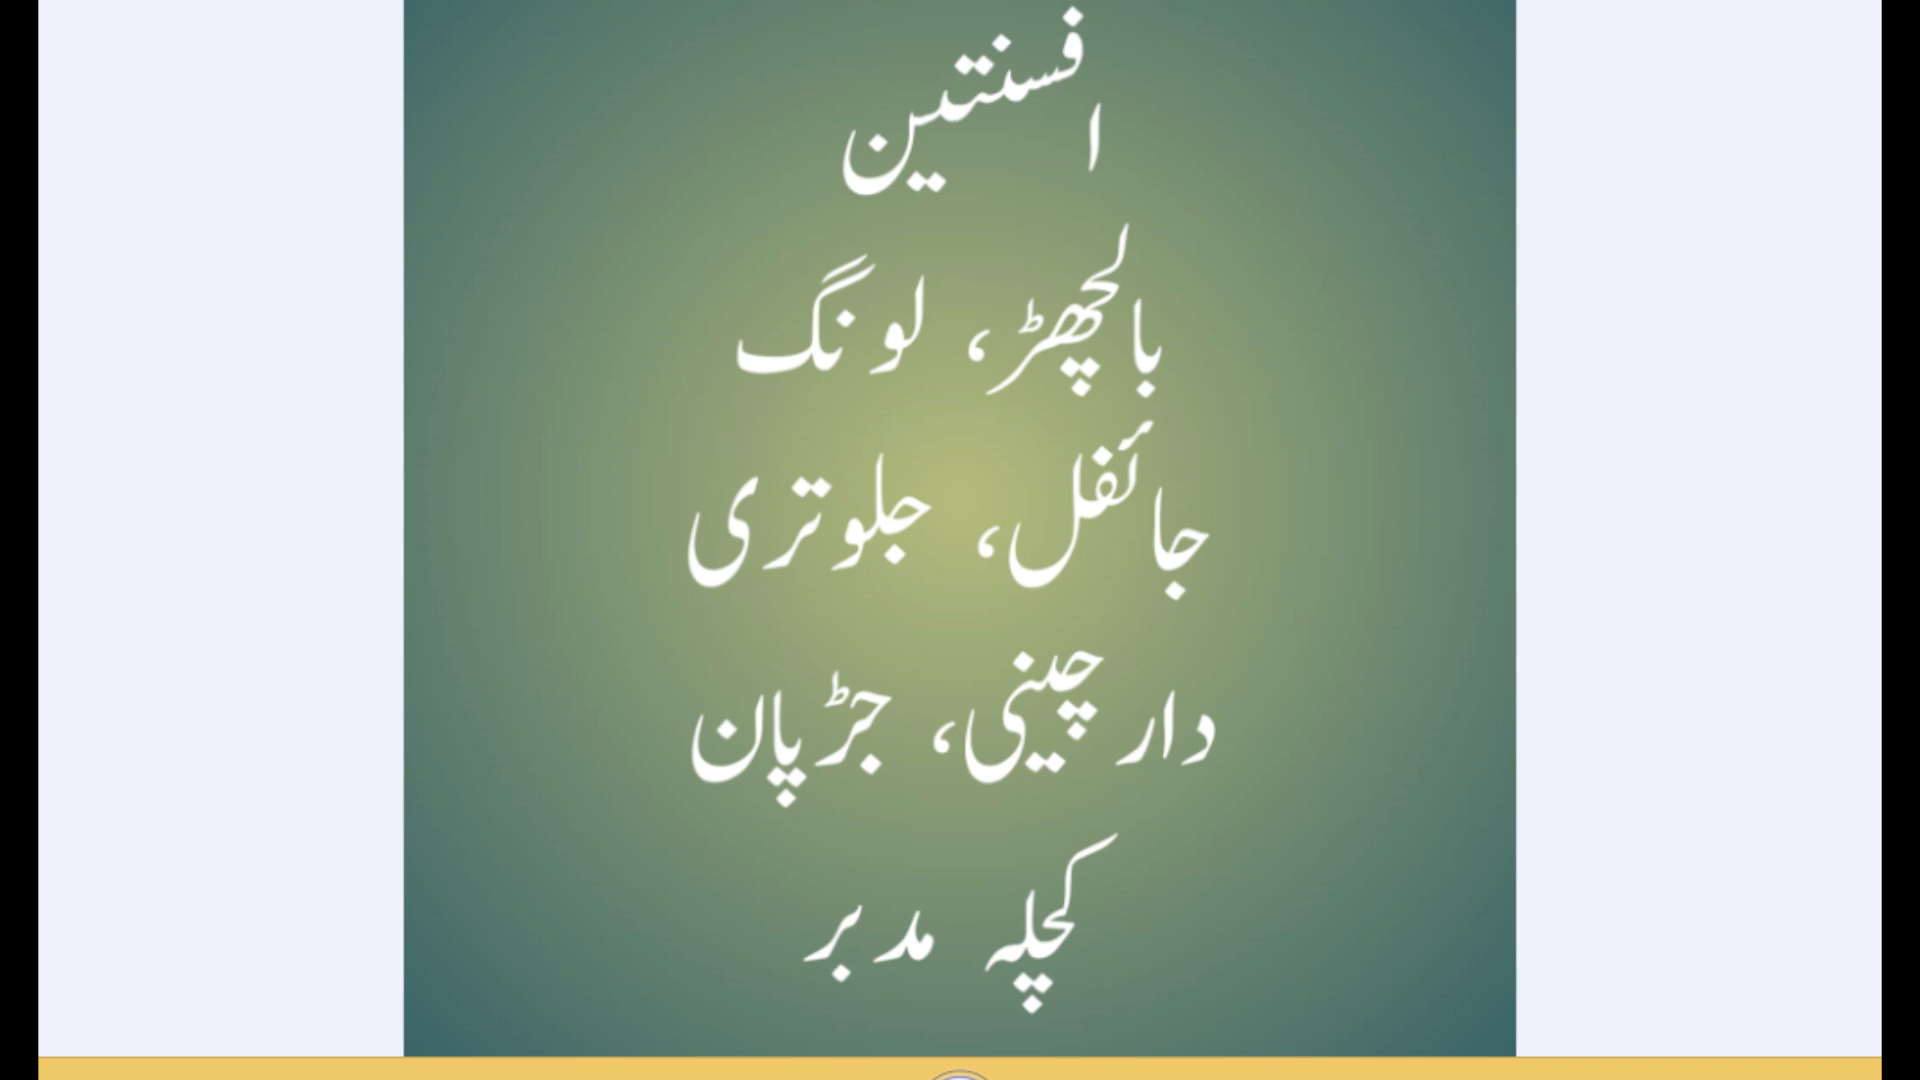 افسنتین
بالچھڑ، لونگ
جائفل، جلوتری
دارچینی، جڑپان
کچلہ مدبر